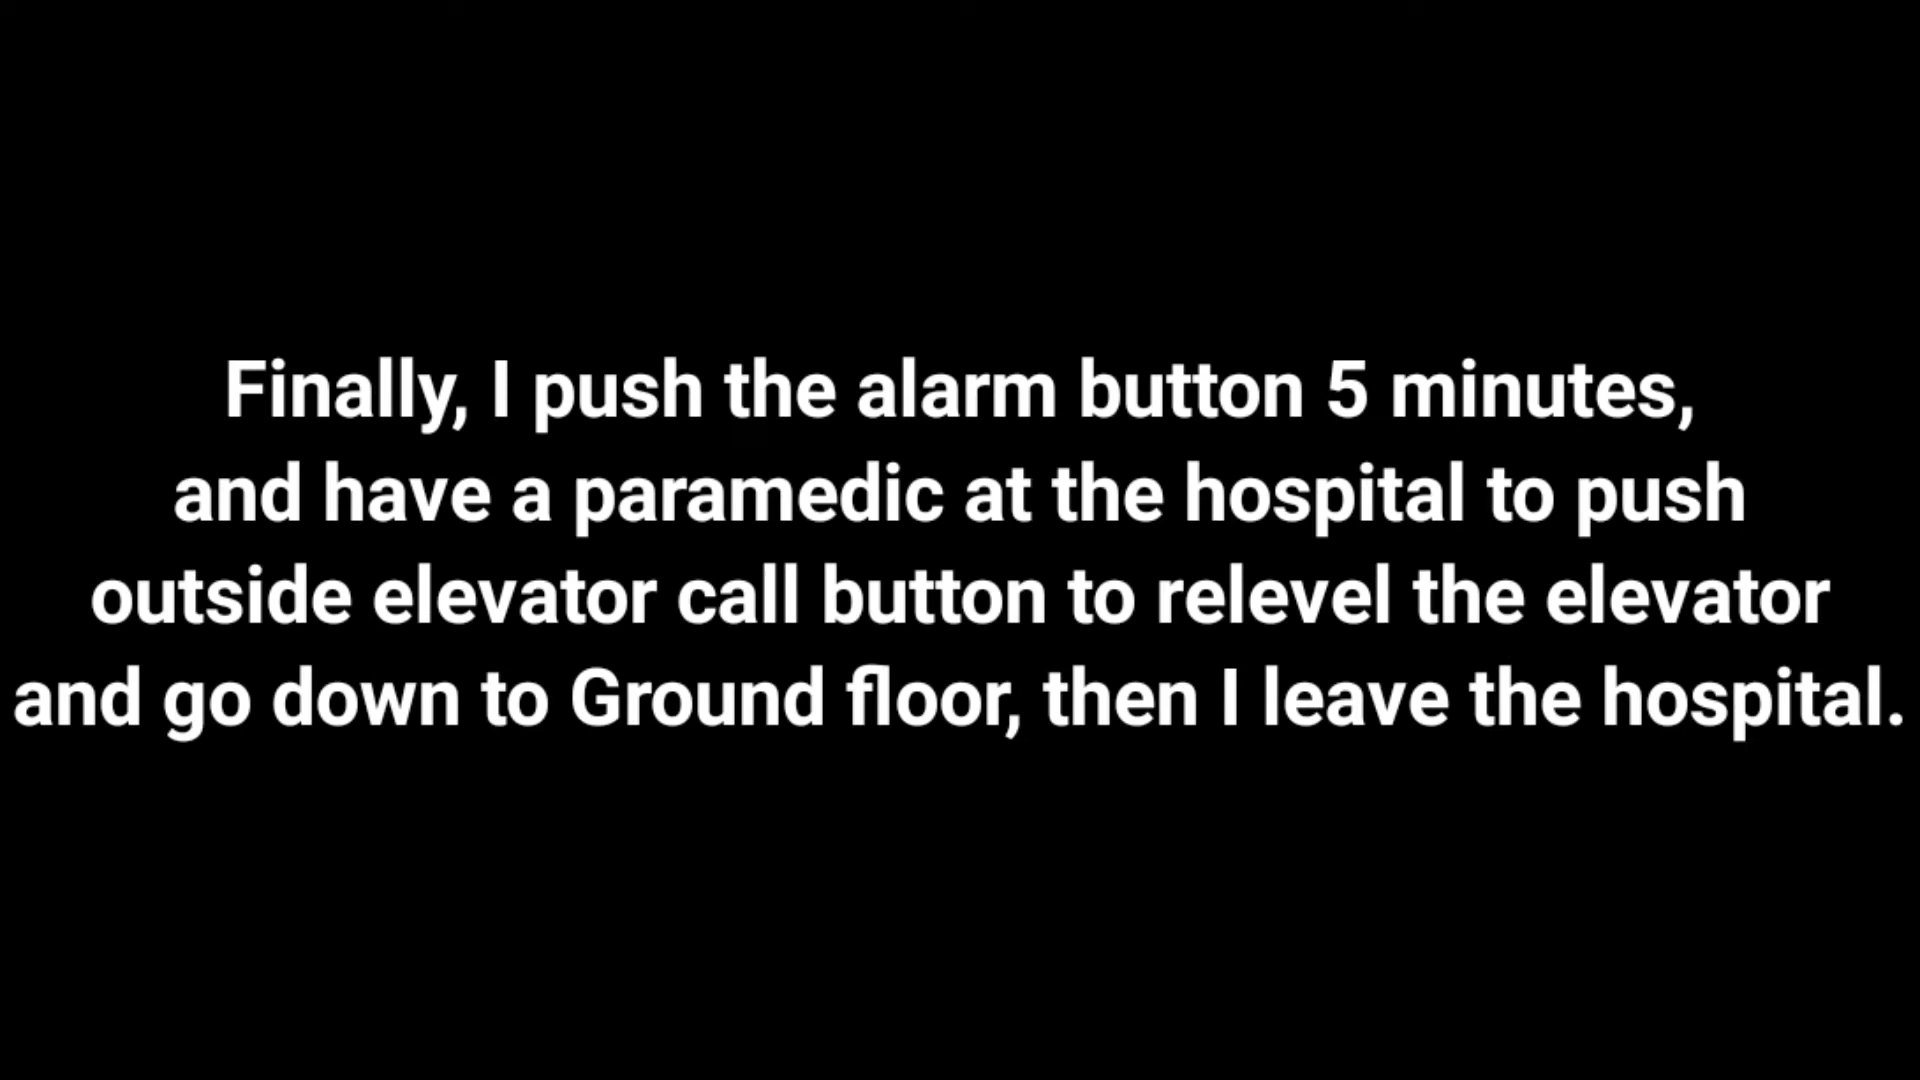 Finally, I push the alarm button 5 minutes,
and have a paramedic at the hospital to push
outside elevator call button to relevel the elevator
and go down to Ground floor, then I leave the hospital.